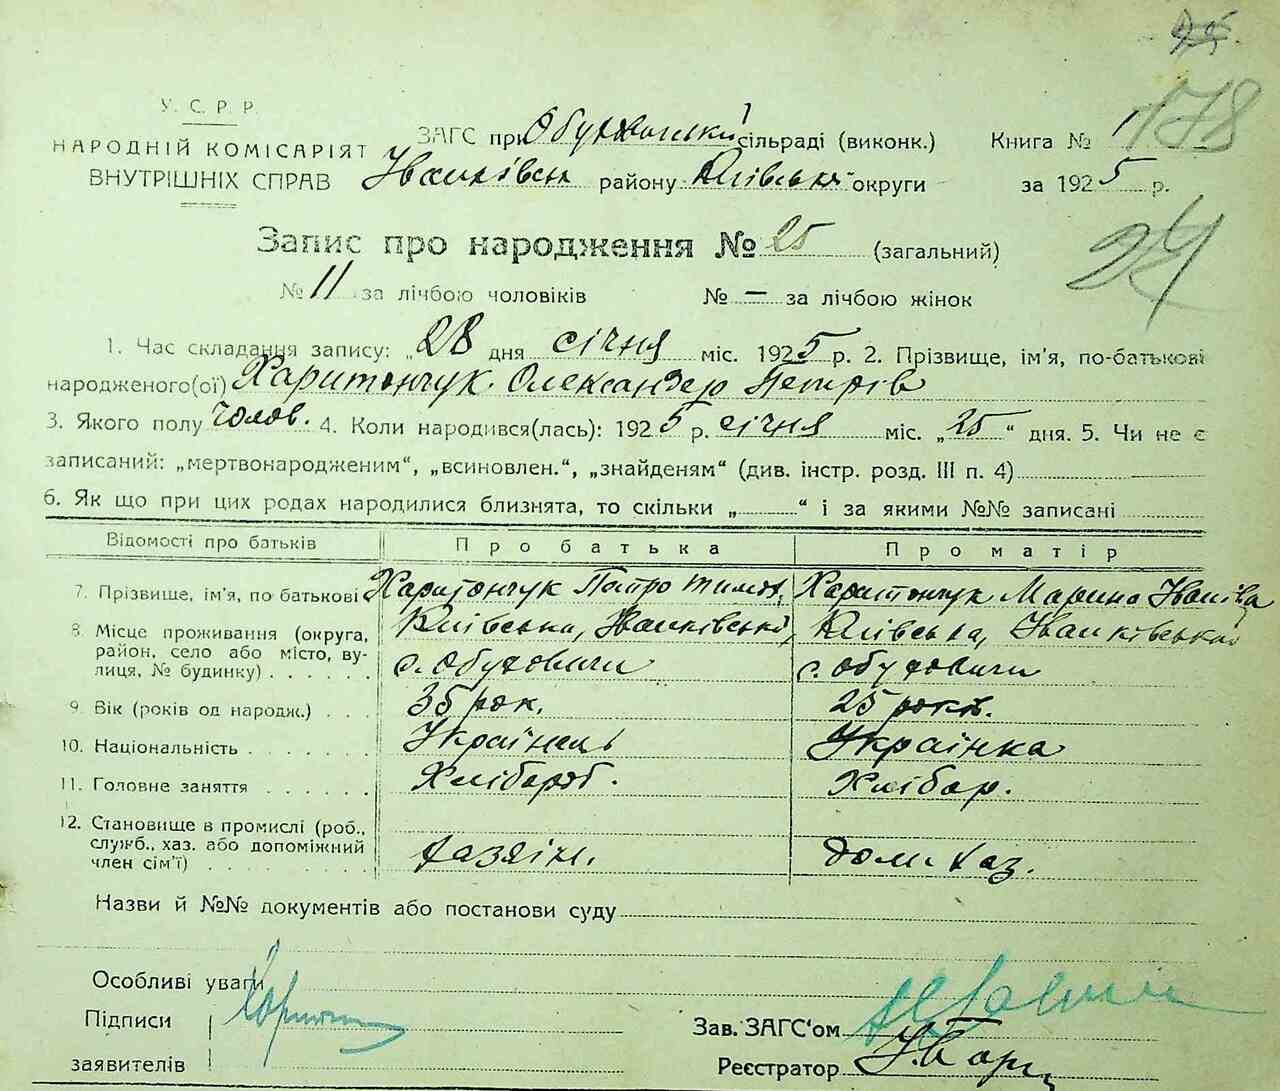 У. С. Р. Р.
НАРОДНІЙ КОМІСАРІЯТ
ВНУТРІШНІХ СПРАВ
ЗАГС при сільраді (виконк.)
Книга № 1
178
Іванківськ району Київськ округи
за 1925 р.
Запис про народження № 25 (загальний)
24
№ 11 за лічбою чоловіків № — за лічбою жінок
1. Час складання запису: „28 дня січня міс. 1925 р. 2. Прізвище, ім'я, по-батькові
народженого(ої) Харитончук Олександер Петрів
3. Якого полу чолов. 4. Коли народився(лась): 1925 р. січня міс. „25" дня. 5. Чи не є
записаний: „мертвонародженим", „всиновлен.", „знайденям" (див. інстр. розд. III п. 4)
6. Як що при цих родах народилися близнята, то скільки „ " і за якими №№ записані
Відомості про батьків Про батька Про матір
7. Прізвище, ім'я, по батькові Харитончук Петро Тимох. Харитончук Марина Іванівна
8. Місце проживання (округа, Київська, Іванківськ Київська, Іванківськ
район, село або місто, ву- с. Обуховичи с. Обуховичи
лиця, № будинку)
9. Вік (років од народж.) 35 рок. 25 років.
10. Національність Українець Українка
11. Головне заняття Хлібороб. Хлібор.
12. Становище в промислі (роб.,
служб., хаз. або допоміжний хазяїн. дом. хаз.
член сім'ї)
Назви й №№ документів або постанови суду
Особливі уваги
Підписи
заявителів
Зав. ЗАГС'ом
Реєстратор